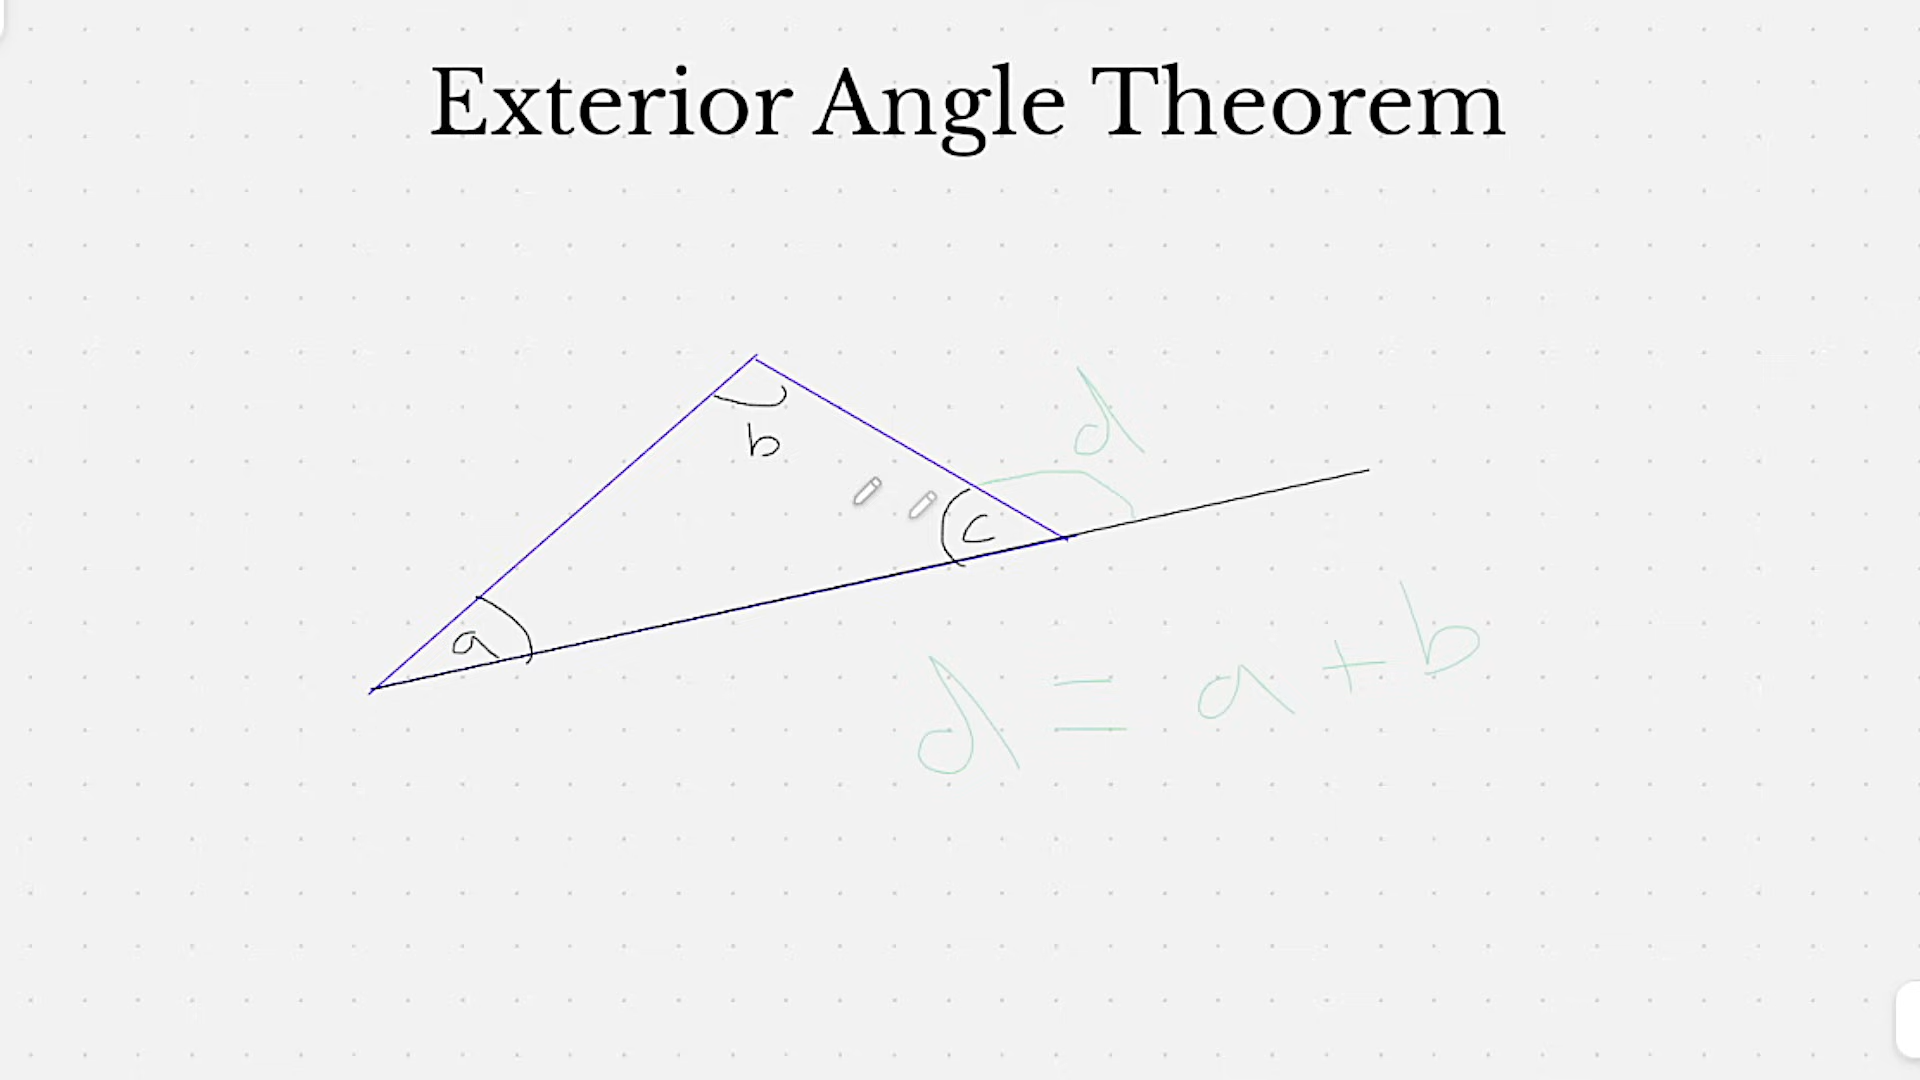 Exterior Angle Theorem
d
b
c
a
d = a + b